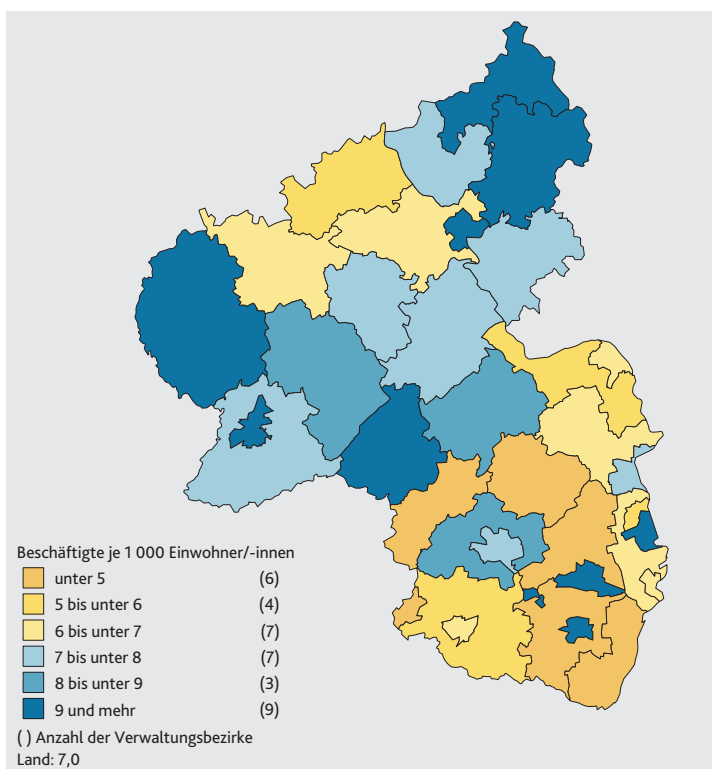 Beschäftigte je 1 000 Einwohner/-innen
unter 5 (6)
5 bis unter 6 (4)
6 bis unter 7 (7)
7 bis unter 8 (7)
8 bis unter 9 (3)
9 und mehr (9)
( ) Anzahl der Verwaltungsbezirke
Land: 7,0